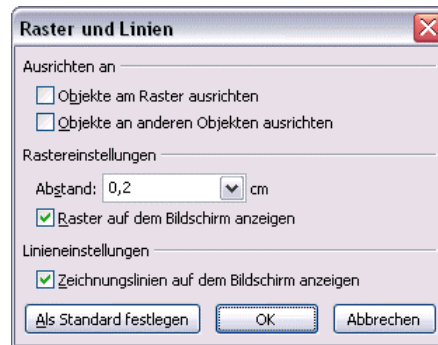 Raster und Linien
Ausrichten an
Objekte am Raster ausrichten
Objekte an anderen Objekten ausrichten
Rastereinstellungen
Abstand: 0,2 cm
Raster auf dem Bildschirm anzeigen
Linieneinstellungen
Zeichnungslinien auf dem Bildschirm anzeigen
Als Standard festlegen OK Abbrechen